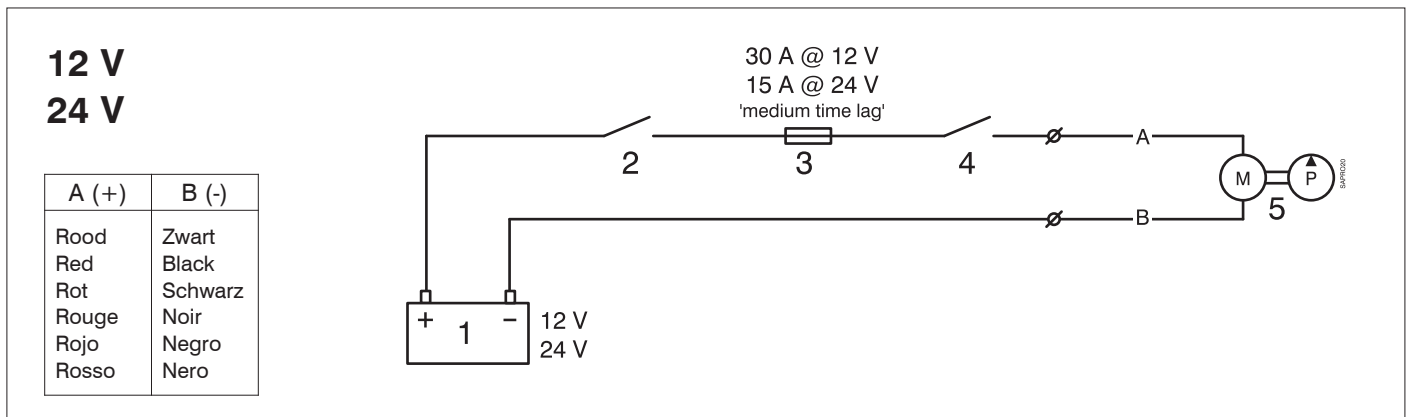 12 V
24 V
30 A @ 12 V
15 A @ 24 V
'medium time lag'
2
3
4
A
M
P
SAPRO20
5
B
A (+) B (-)
Rood Zwart
Red Black
Rot Schwarz
Rouge Noir
Rojo Negro
Rosso Nero
+ 1 −
12 V
24 V